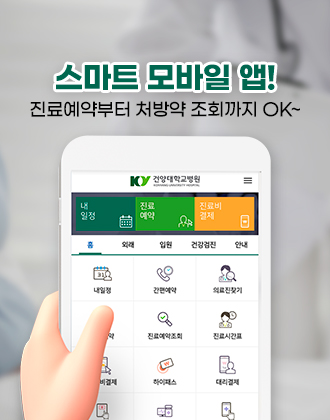 스마트 모바일 앱!
진료예약부터 처방약 조회까지 OK~
KY 건양대학교병원
KONYANG UNIVERSITY HOSPITAL
내 일정
진료 예약
진료비 결제
홈 외래 입원 건강검진 안내
내일정 간편예약 의료진찾기
약 진료예약조회 진료시간표
비결제 하이패스 대리결제